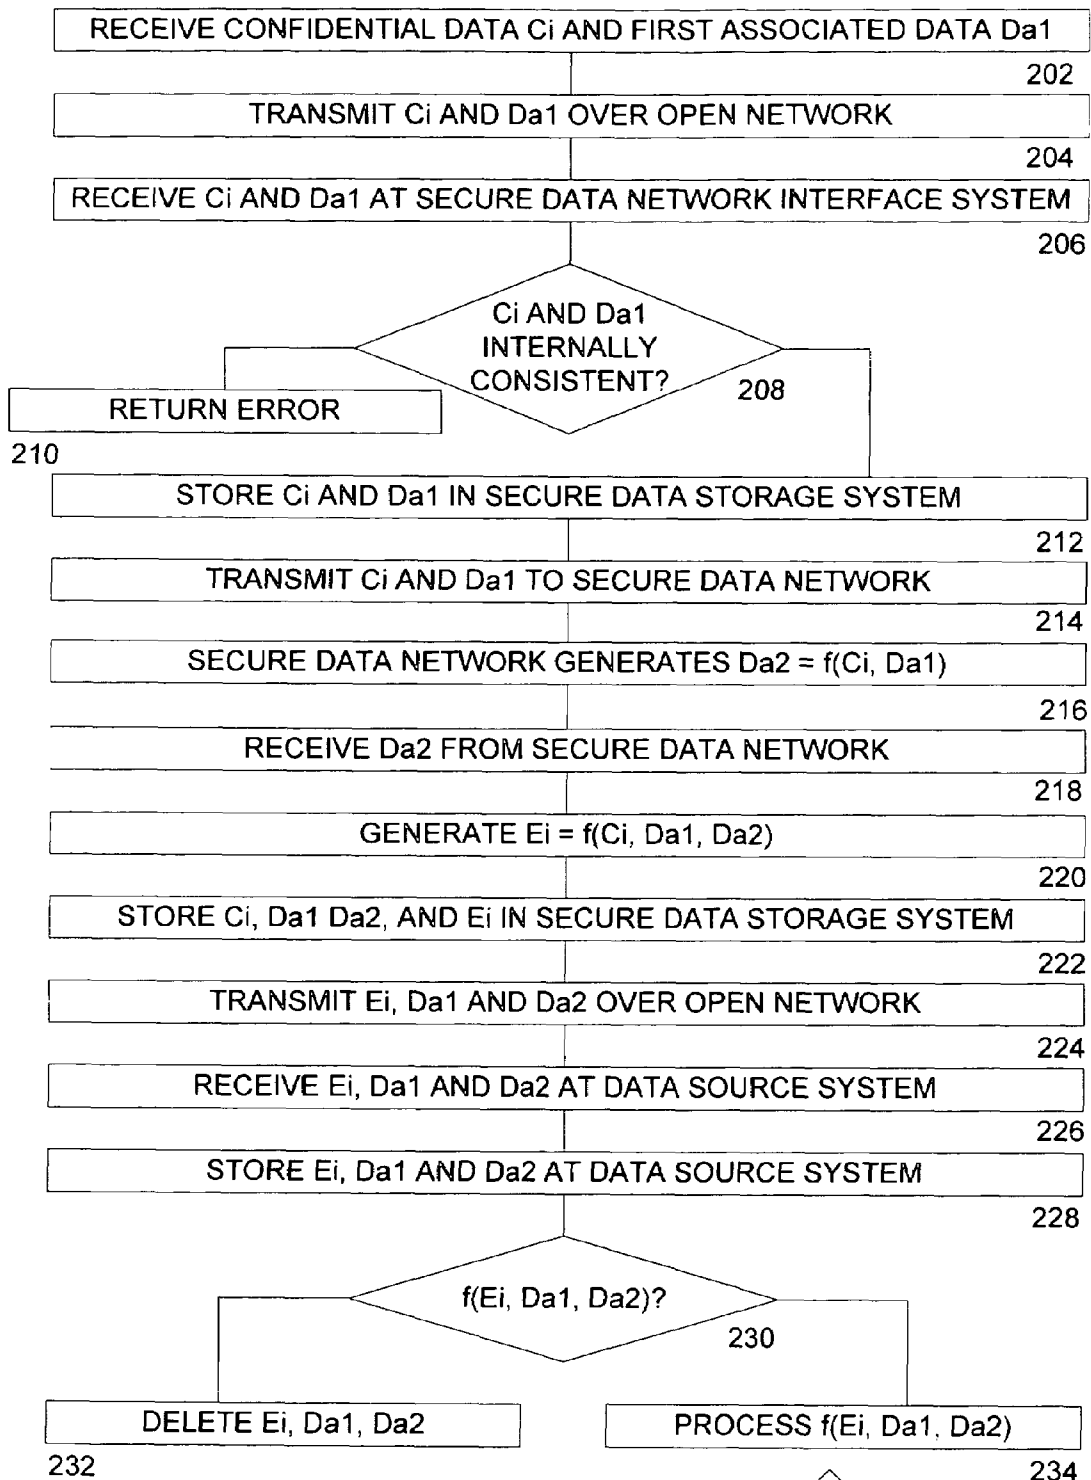 RECEIVE CONFIDENTIAL DATA Ci AND FIRST ASSOCIATED DATA Da1
202
TRANSMIT Ci AND Da1 OVER OPEN NETWORK
204
RECEIVE Ci AND Da1 AT SECURE DATA NETWORK INTERFACE SYSTEM
206
Ci AND Da1
INTERNALLY
CONSISTENT?
208
RETURN ERROR
210
STORE Ci AND Da1 IN SECURE DATA STORAGE SYSTEM
212
TRANSMIT Ci AND Da1 TO SECURE DATA NETWORK
214
SECURE DATA NETWORK GENERATES Da2 = f(Ci, Da1)
216
RECEIVE Da2 FROM SECURE DATA NETWORK
218
GENERATE Ei = f(Ci, Da1, Da2)
220
STORE Ci, Da1 Da2, AND Ei IN SECURE DATA STORAGE SYSTEM
222
TRANSMIT Ei, Da1 AND Da2 OVER OPEN NETWORK
224
RECEIVE Ei, Da1 AND Da2 AT DATA SOURCE SYSTEM
226
STORE Ei, Da1 AND Da2 AT DATA SOURCE SYSTEM
228
f(Ei, Da1, Da2)?
230
DELETE Ei, Da1, Da2
232
PROCESS f(Ei, Da1, Da2)
234